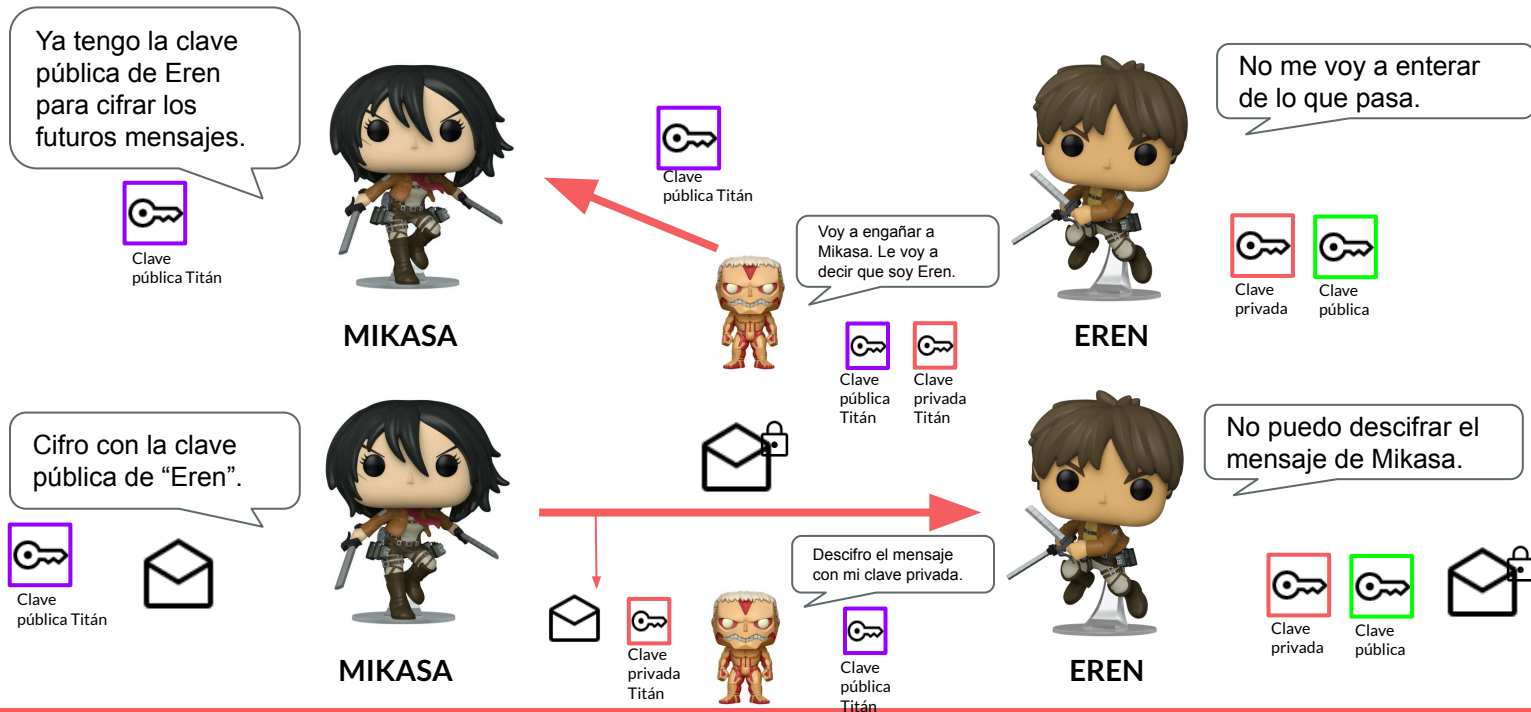 Ya tengo la clave
pública de Eren
para cifrar los
futuros mensajes.
Clave
pública Titán
MIKASA
Clave
pública Titán
Voy a engañar a
Mikasa. Le voy a
decir que soy Eren.
Clave
pública
Titán
Clave
privada
Titán
No me voy a enterar
de lo que pasa.
Clave
privada
Clave
pública
EREN
Cifro con la clave
pública de “Eren”.
Clave
pública Titán
MIKASA
Descifro el mensaje
con mi clave privada.
Clave
privada
Titán
Clave
pública
Titán
No puedo descifrar el
mensaje de Mikasa.
Clave
privada
Clave
pública
EREN